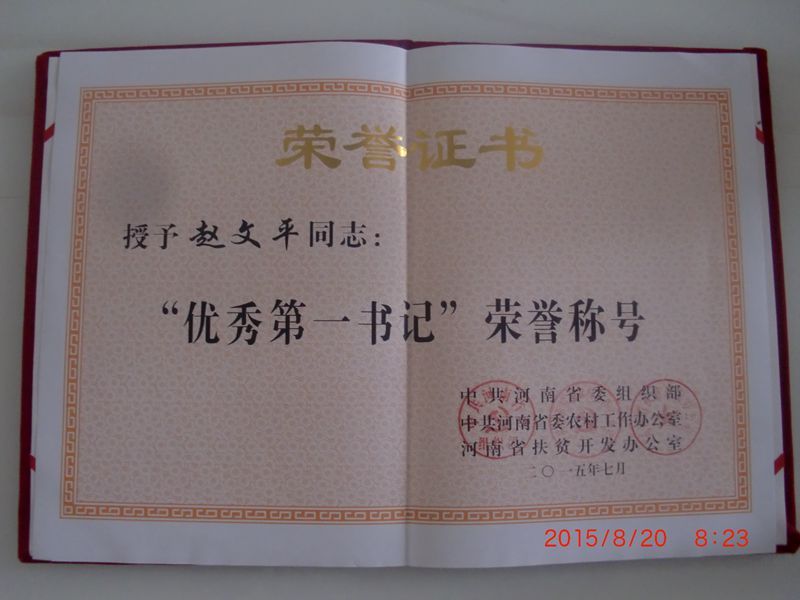 荣誉证书
授予赵文平同志：
“优秀第一书记”荣誉称号
中共河南省委组织部
中共河南省委农村工作办公室
河南省扶贫开发办公室
二〇一五年七月
2015/8/20 8:23